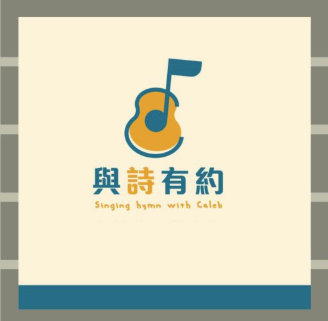 與詩有約
Singing hymn with Caleb